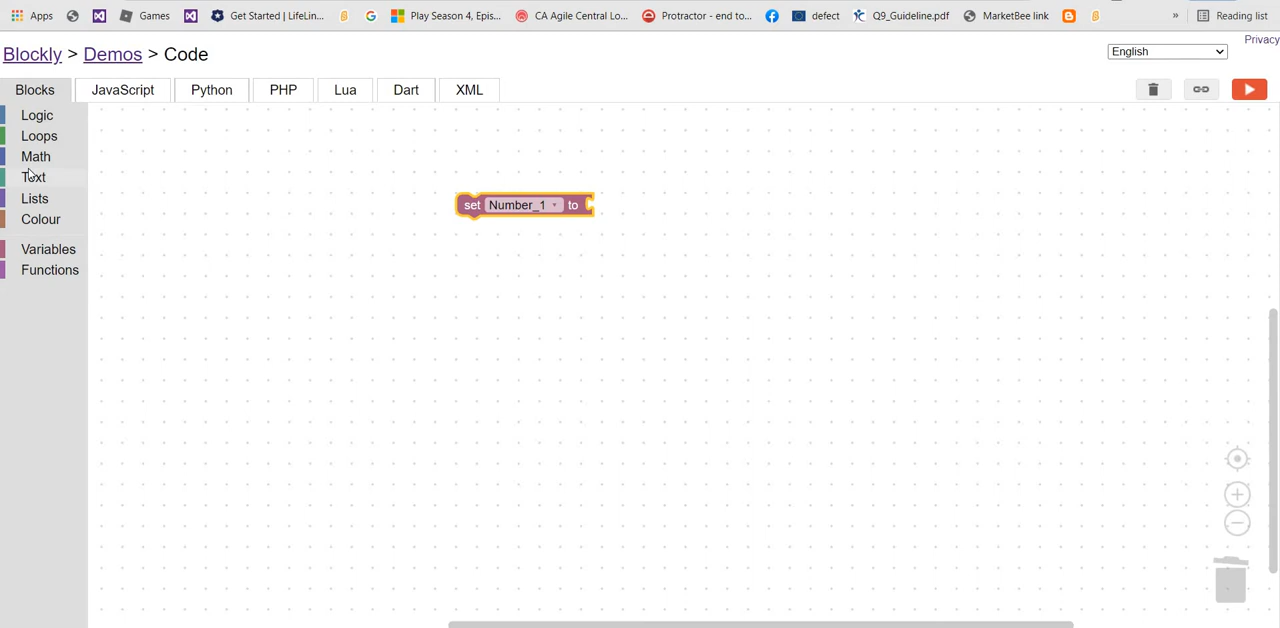 Apps Games Get Started | LifeLin... Play Season 4, Epis... CA Agile Central Lo... Protractor - end to... defect Q9_Guideline.pdf MarketBee link » Reading list
Privacy
Blockly > Demos > Code English
Blocks JavaScript Python PHP Lua Dart XML
Logic
Loops
Math
Text
Lists
Colour
Variables
Functions
set Number_1 to